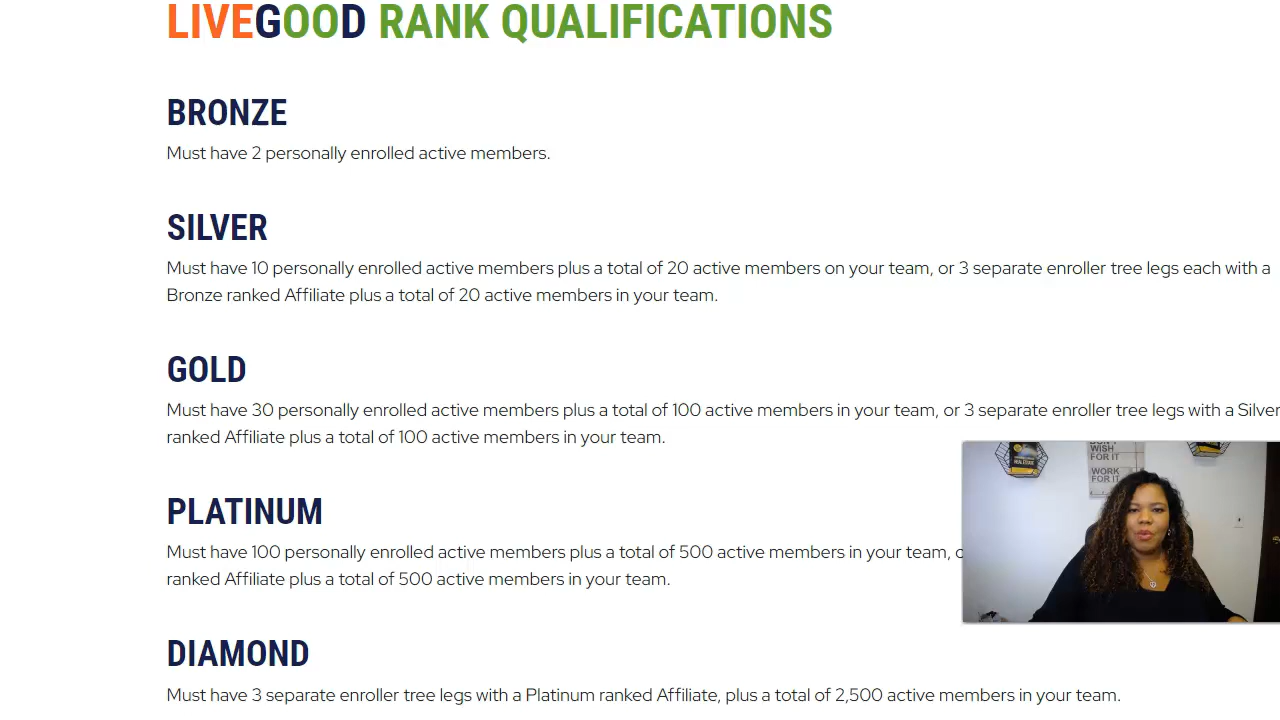 LIVEGOOD RANK QUALIFICATIONS
BRONZE
Must have 2 personally enrolled active members.
SILVER
Must have 10 personally enrolled active members plus a total of 20 active members on your team, or 3 separate enroller tree legs each with a
Bronze ranked Affiliate plus a total of 20 active members in your team.
GOLD
Must have 30 personally enrolled active members plus a total of 100 active members in your team, or 3 separate enroller tree legs with a Silver
ranked Affiliate plus a total of 100 active members in your team.
PLATINUM
Must have 100 personally enrolled active members plus a total of 500 active members in your team,
ranked Affiliate plus a total of 500 active members in your team.
DIAMOND
Must have 3 separate enroller tree legs with a Platinum ranked Affiliate, plus a total of 2,500 active members in your team.
WISH
FOR IT
WORK
FOR IT